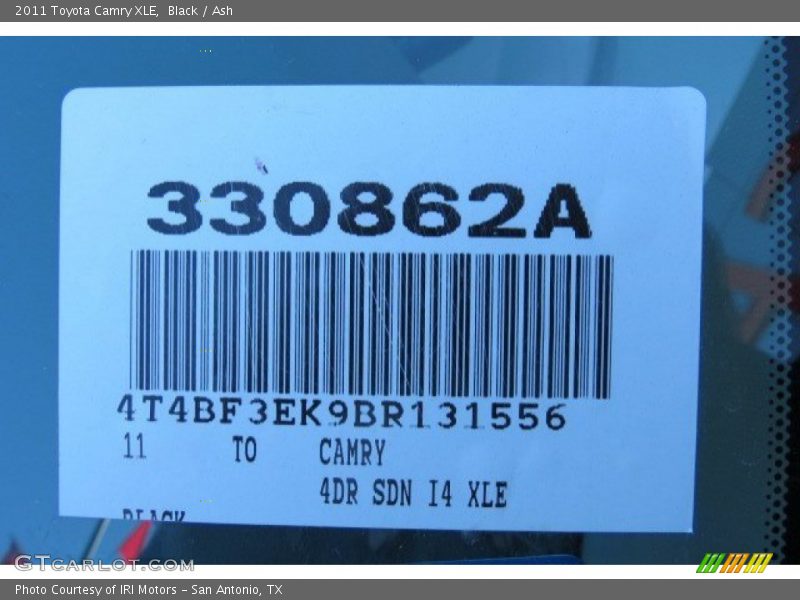 2011 Toyota Camry XLE, Black / Ash
330862A
4T4BF3EK9BR131556
11 TO CAMRY
4DR SDN I4 XLE
BLACK
GTCARLOT.COM
Photo Courtesy of IRI Motors - San Antonio, TX